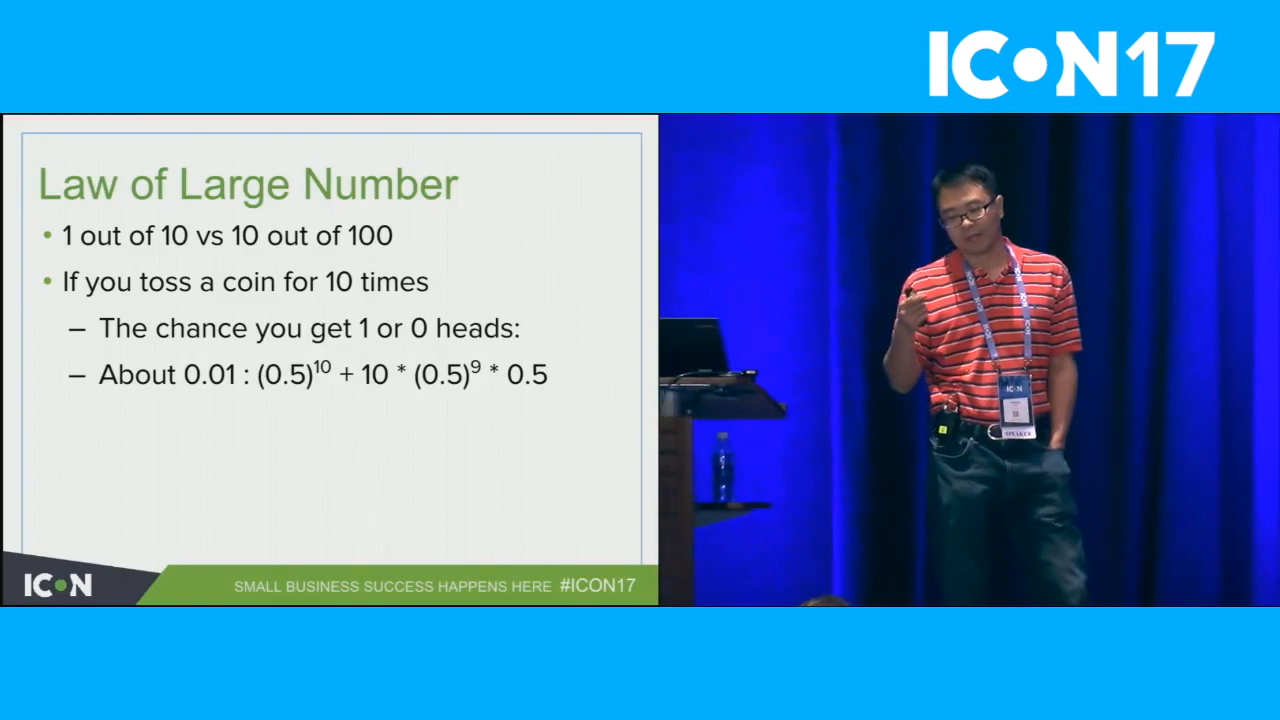 ICON17
Law of Large Number
• 1 out of 10 vs 10 out of 100
• If you toss a coin for 10 times
– The chance you get 1 or 0 heads:
– About 0.01 : (0.5)¹⁰ + 10 * (0.5)⁹ * 0.5
ICON
SMALL BUSINESS SUCCESS HAPPENS HERE #ICON17
ICON
SPEAKER